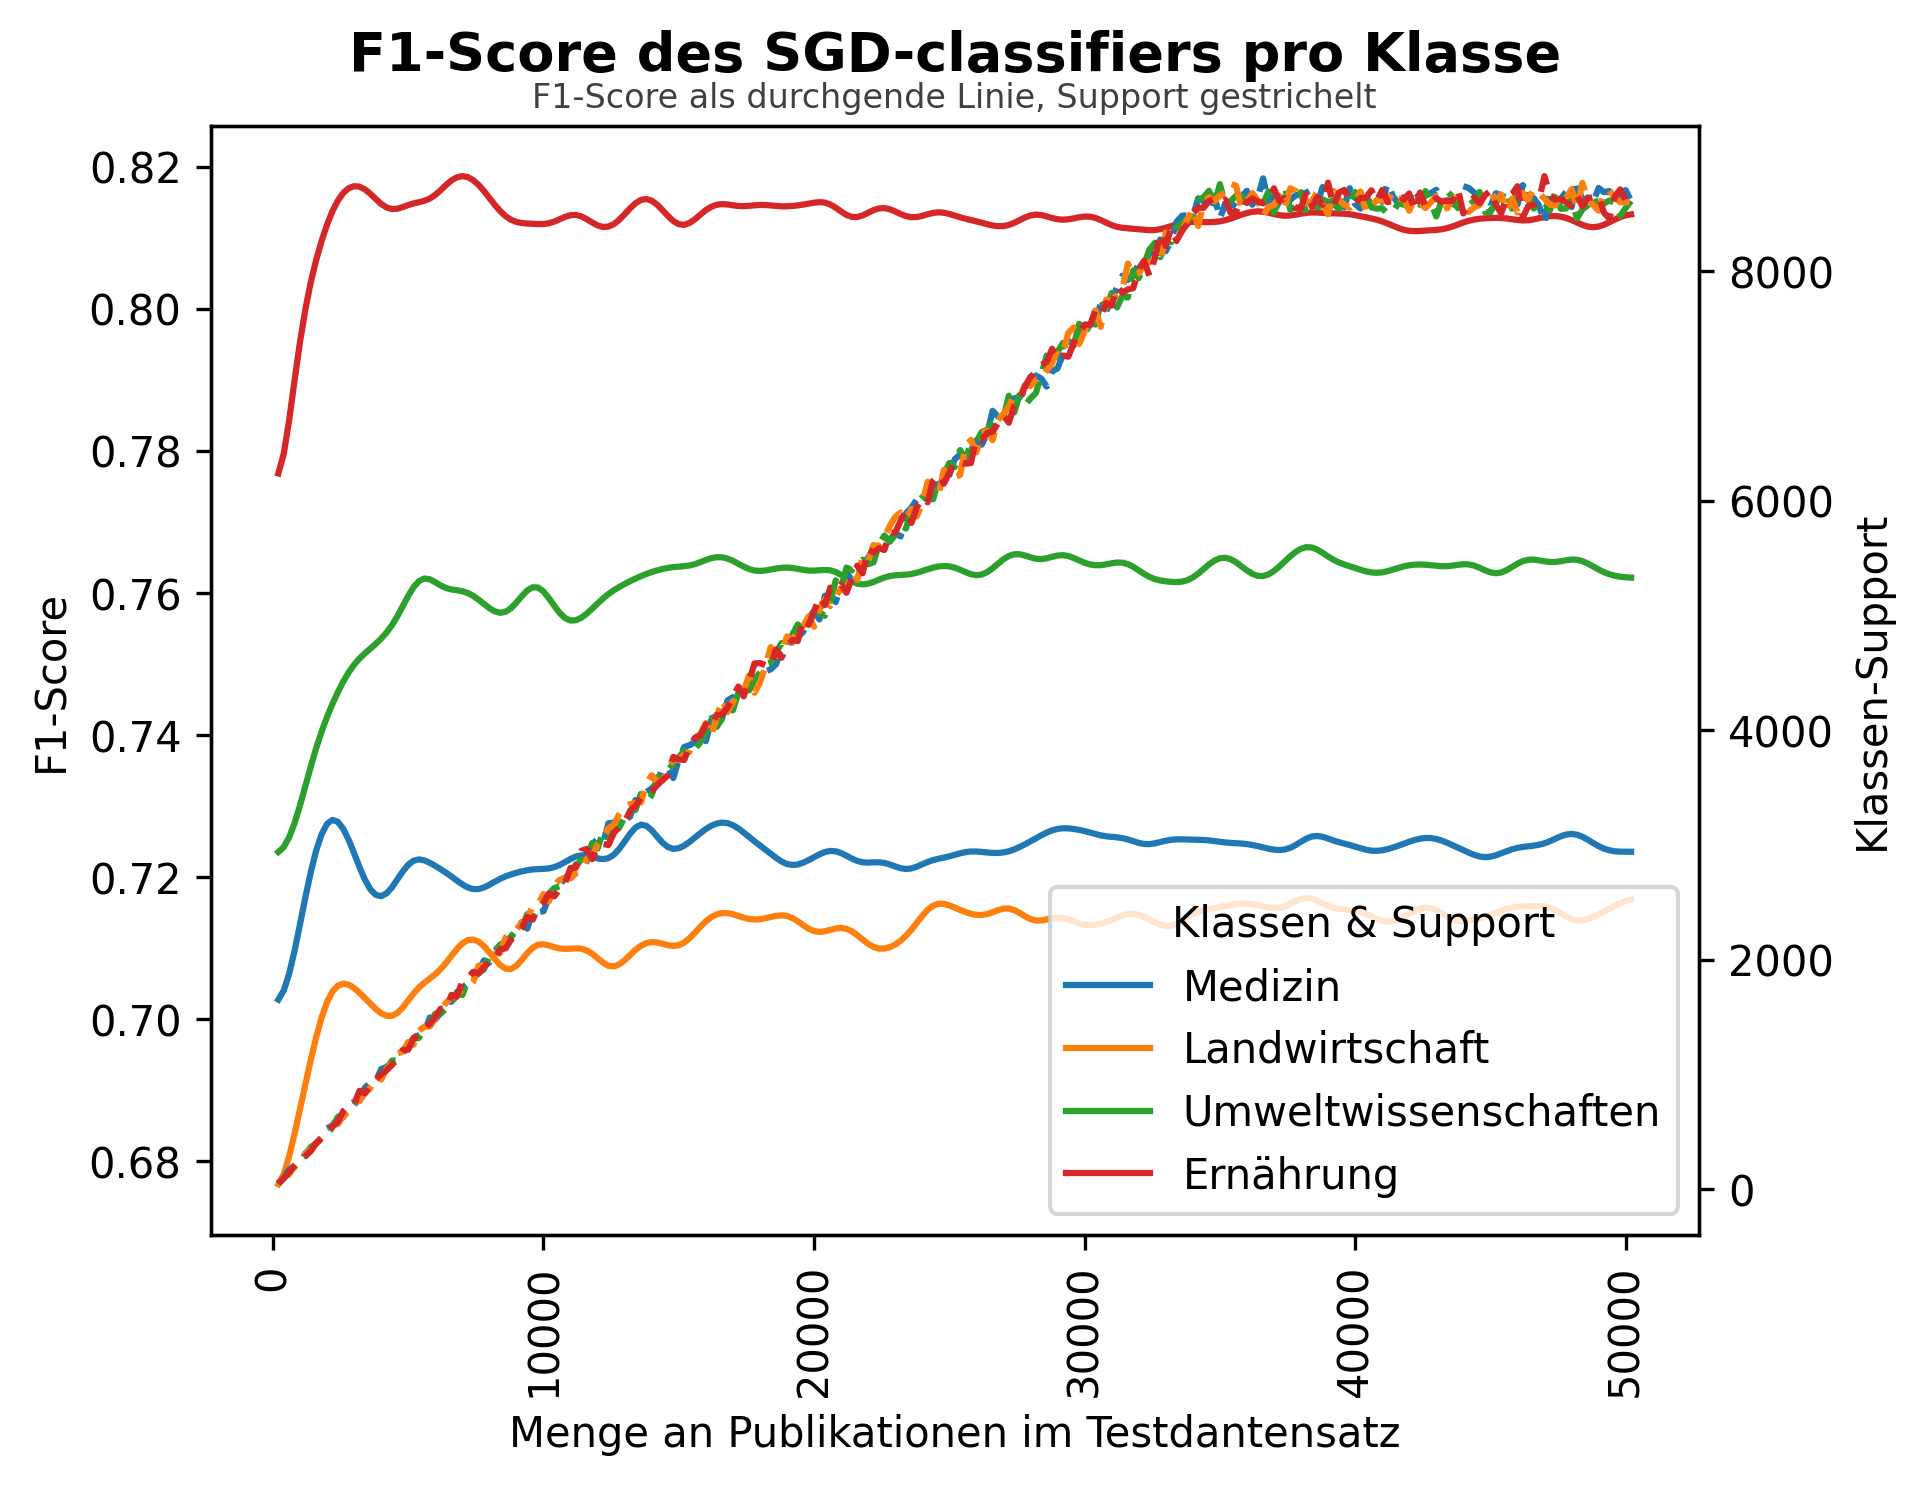 F1-Score des SGD-classifiers pro Klasse
F1-Score als durchgende Linie, Support gestrichelt
0.82
0.80
0.78
0.76
0.74
0.72
0.70
0.68
F1-Score
8000
6000
4000
2000
0
Klassen-Support
Klassen & Support
Medizin
Landwirtschaft
Umweltwissenschaften
Ernährung
0
10000
20000
30000
40000
50000
Menge an Publikationen im Testdantensatz